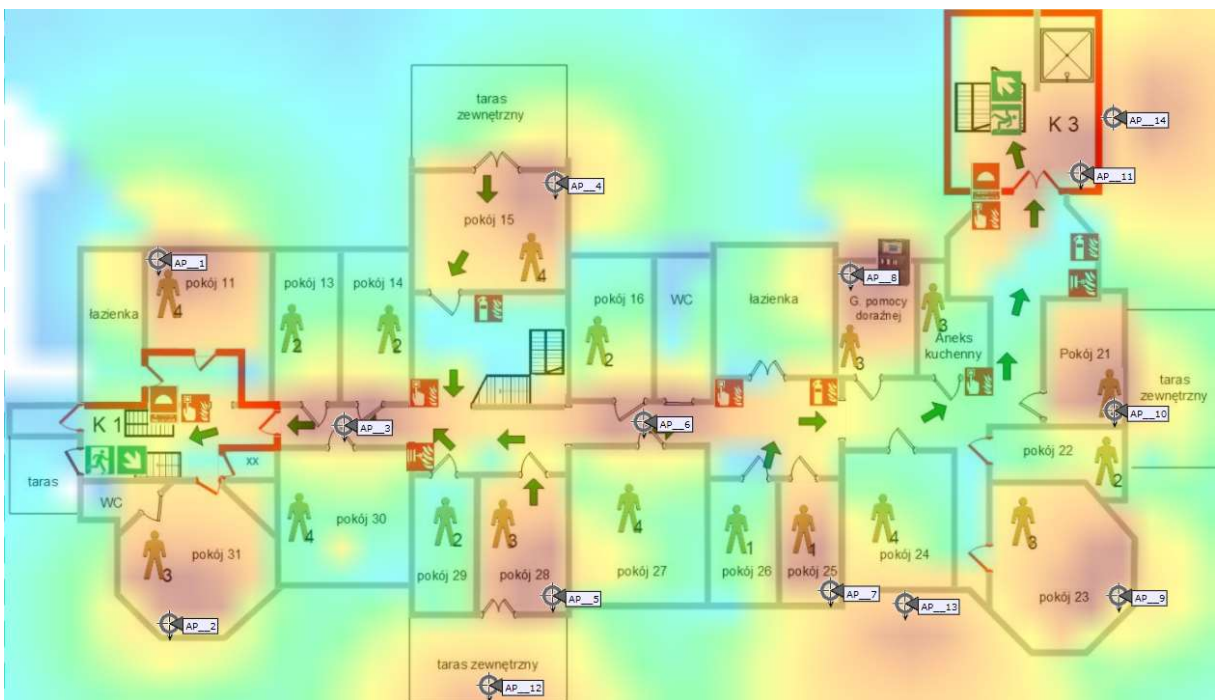 taras
zewnętrzny
K 3
AP__14
AP__11
AP__4
pokój 15
4
AP__1
pokój 11
4
łazienka
pokój 13
2
pokój 14
2
pokój 16
2
WC
łazienka
AP__8
G. pomocy
doraźnej
3
3
Aneks
kuchenny
Pokój 21
taras
zewnętrzny
AP__10
K 1
AP__3
AP__6
xx
taras
WC
pokój 31
3
AP__2
pokój 30
4
pokój 29
2
pokój 28
3
AP__5
pokój 27
4
pokój 26
1
pokój 25
1
AP__7
pokój 24
4
AP__13
pokój 22
2
pokój 23
3
AP__9
taras zewnętrzny
AP__12